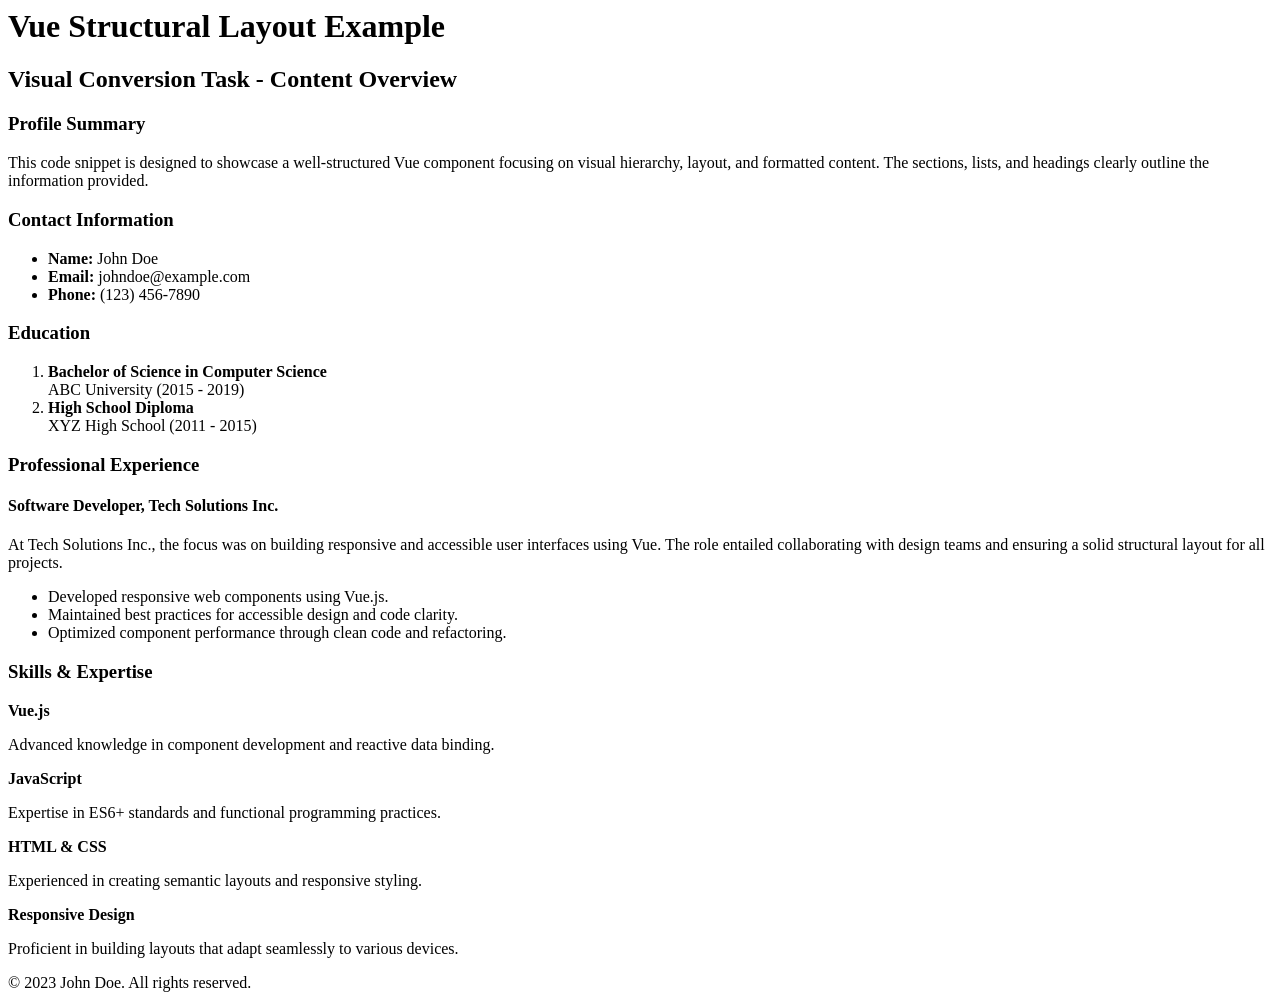 Vue Structural Layout Example
Visual Conversion Task - Content Overview
Profile Summary
This code snippet is designed to showcase a well-structured Vue component focusing on visual hierarchy, layout, and formatted content. The sections, lists, and headings clearly outline the
information provided.
Contact Information
• Name: John Doe
• Email: johndoe@example.com
• Phone: (123) 456-7890
Education
1. Bachelor of Science in Computer Science
ABC University (2015 - 2019)
2. High School Diploma
XYZ High School (2011 - 2015)
Professional Experience
Software Developer, Tech Solutions Inc.
At Tech Solutions Inc., the focus was on building responsive and accessible user interfaces using Vue. The role entailed collaborating with design teams and ensuring a solid structural layout for all
projects.
• Developed responsive web components using Vue.js.
• Maintained best practices for accessible design and code clarity.
• Optimized component performance through clean code and refactoring.
Skills & Expertise
Vue.js
Advanced knowledge in component development and reactive data binding.
JavaScript
Expertise in ES6+ standards and functional programming practices.
HTML & CSS
Experienced in creating semantic layouts and responsive styling.
Responsive Design
Proficient in building layouts that adapt seamlessly to various devices.
© 2023 John Doe. All rights reserved.